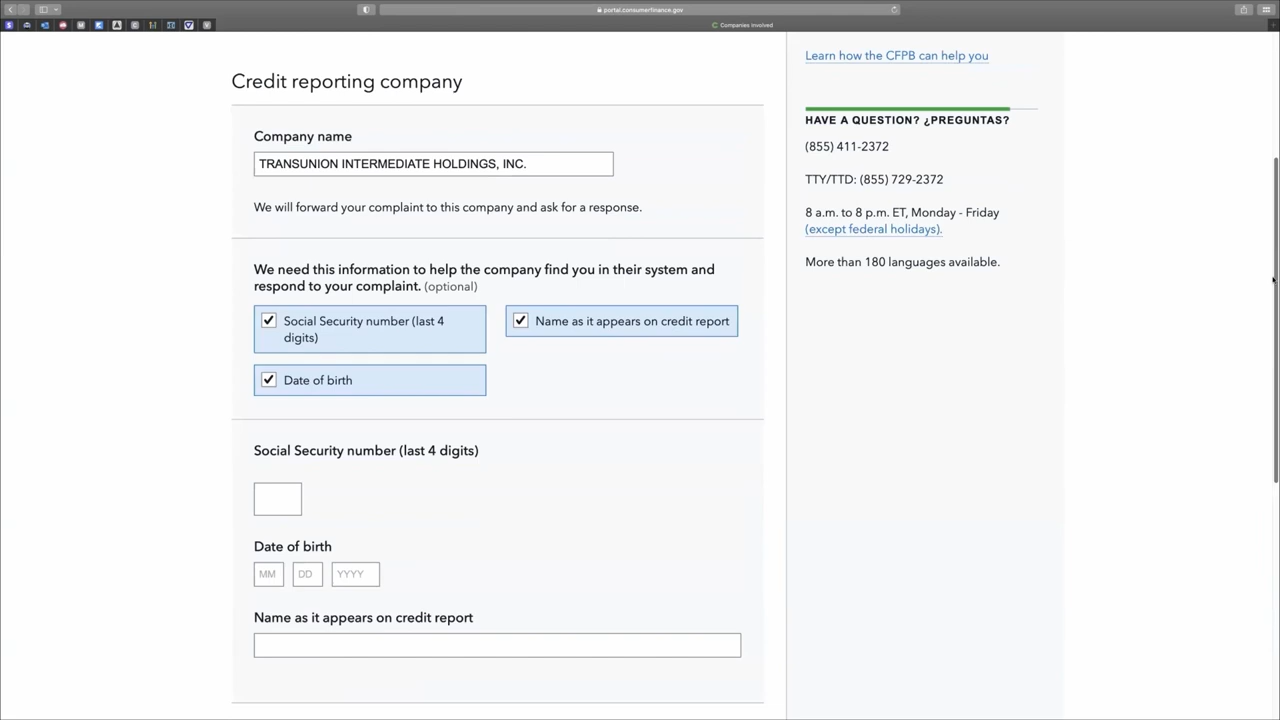 portal.consumerfinance.gov
Companies involved
Credit reporting company
Company name
TRANSUNION INTERMEDIATE HOLDINGS, INC.
We will forward your complaint to this company and ask for a response.
We need this information to help the company find you in their system and
respond to your complaint. (optional)
Social Security number (last 4
digits)
Name as it appears on credit report
Date of birth
Social Security number (last 4 digits)
Date of birth
MM DD YYYY
Name as it appears on credit report
Learn how the CFPB can help you
HAVE A QUESTION? ¿PREGUNTAS?
(855) 411-2372
TTY/TTD: (855) 729-2372
8 a.m. to 8 p.m. ET, Monday - Friday
(except federal holidays).
More than 180 languages available.